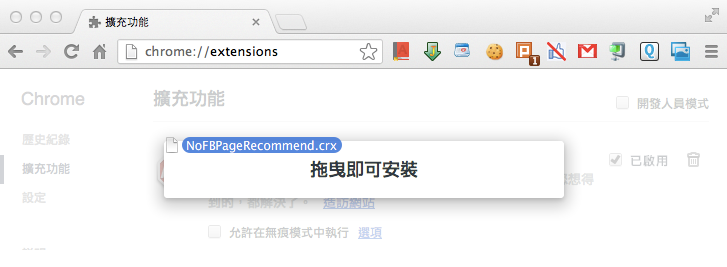 擴充功能
chrome://extensions
1
Chrome
擴充功能
開發人員模式
歷史紀錄
NoFBPageRecommend.crx
擴充功能
拖曳即可安裝
已啟用
想得
設定
到的，都解決了。 造訪網站
允許在無痕模式中執行 選項